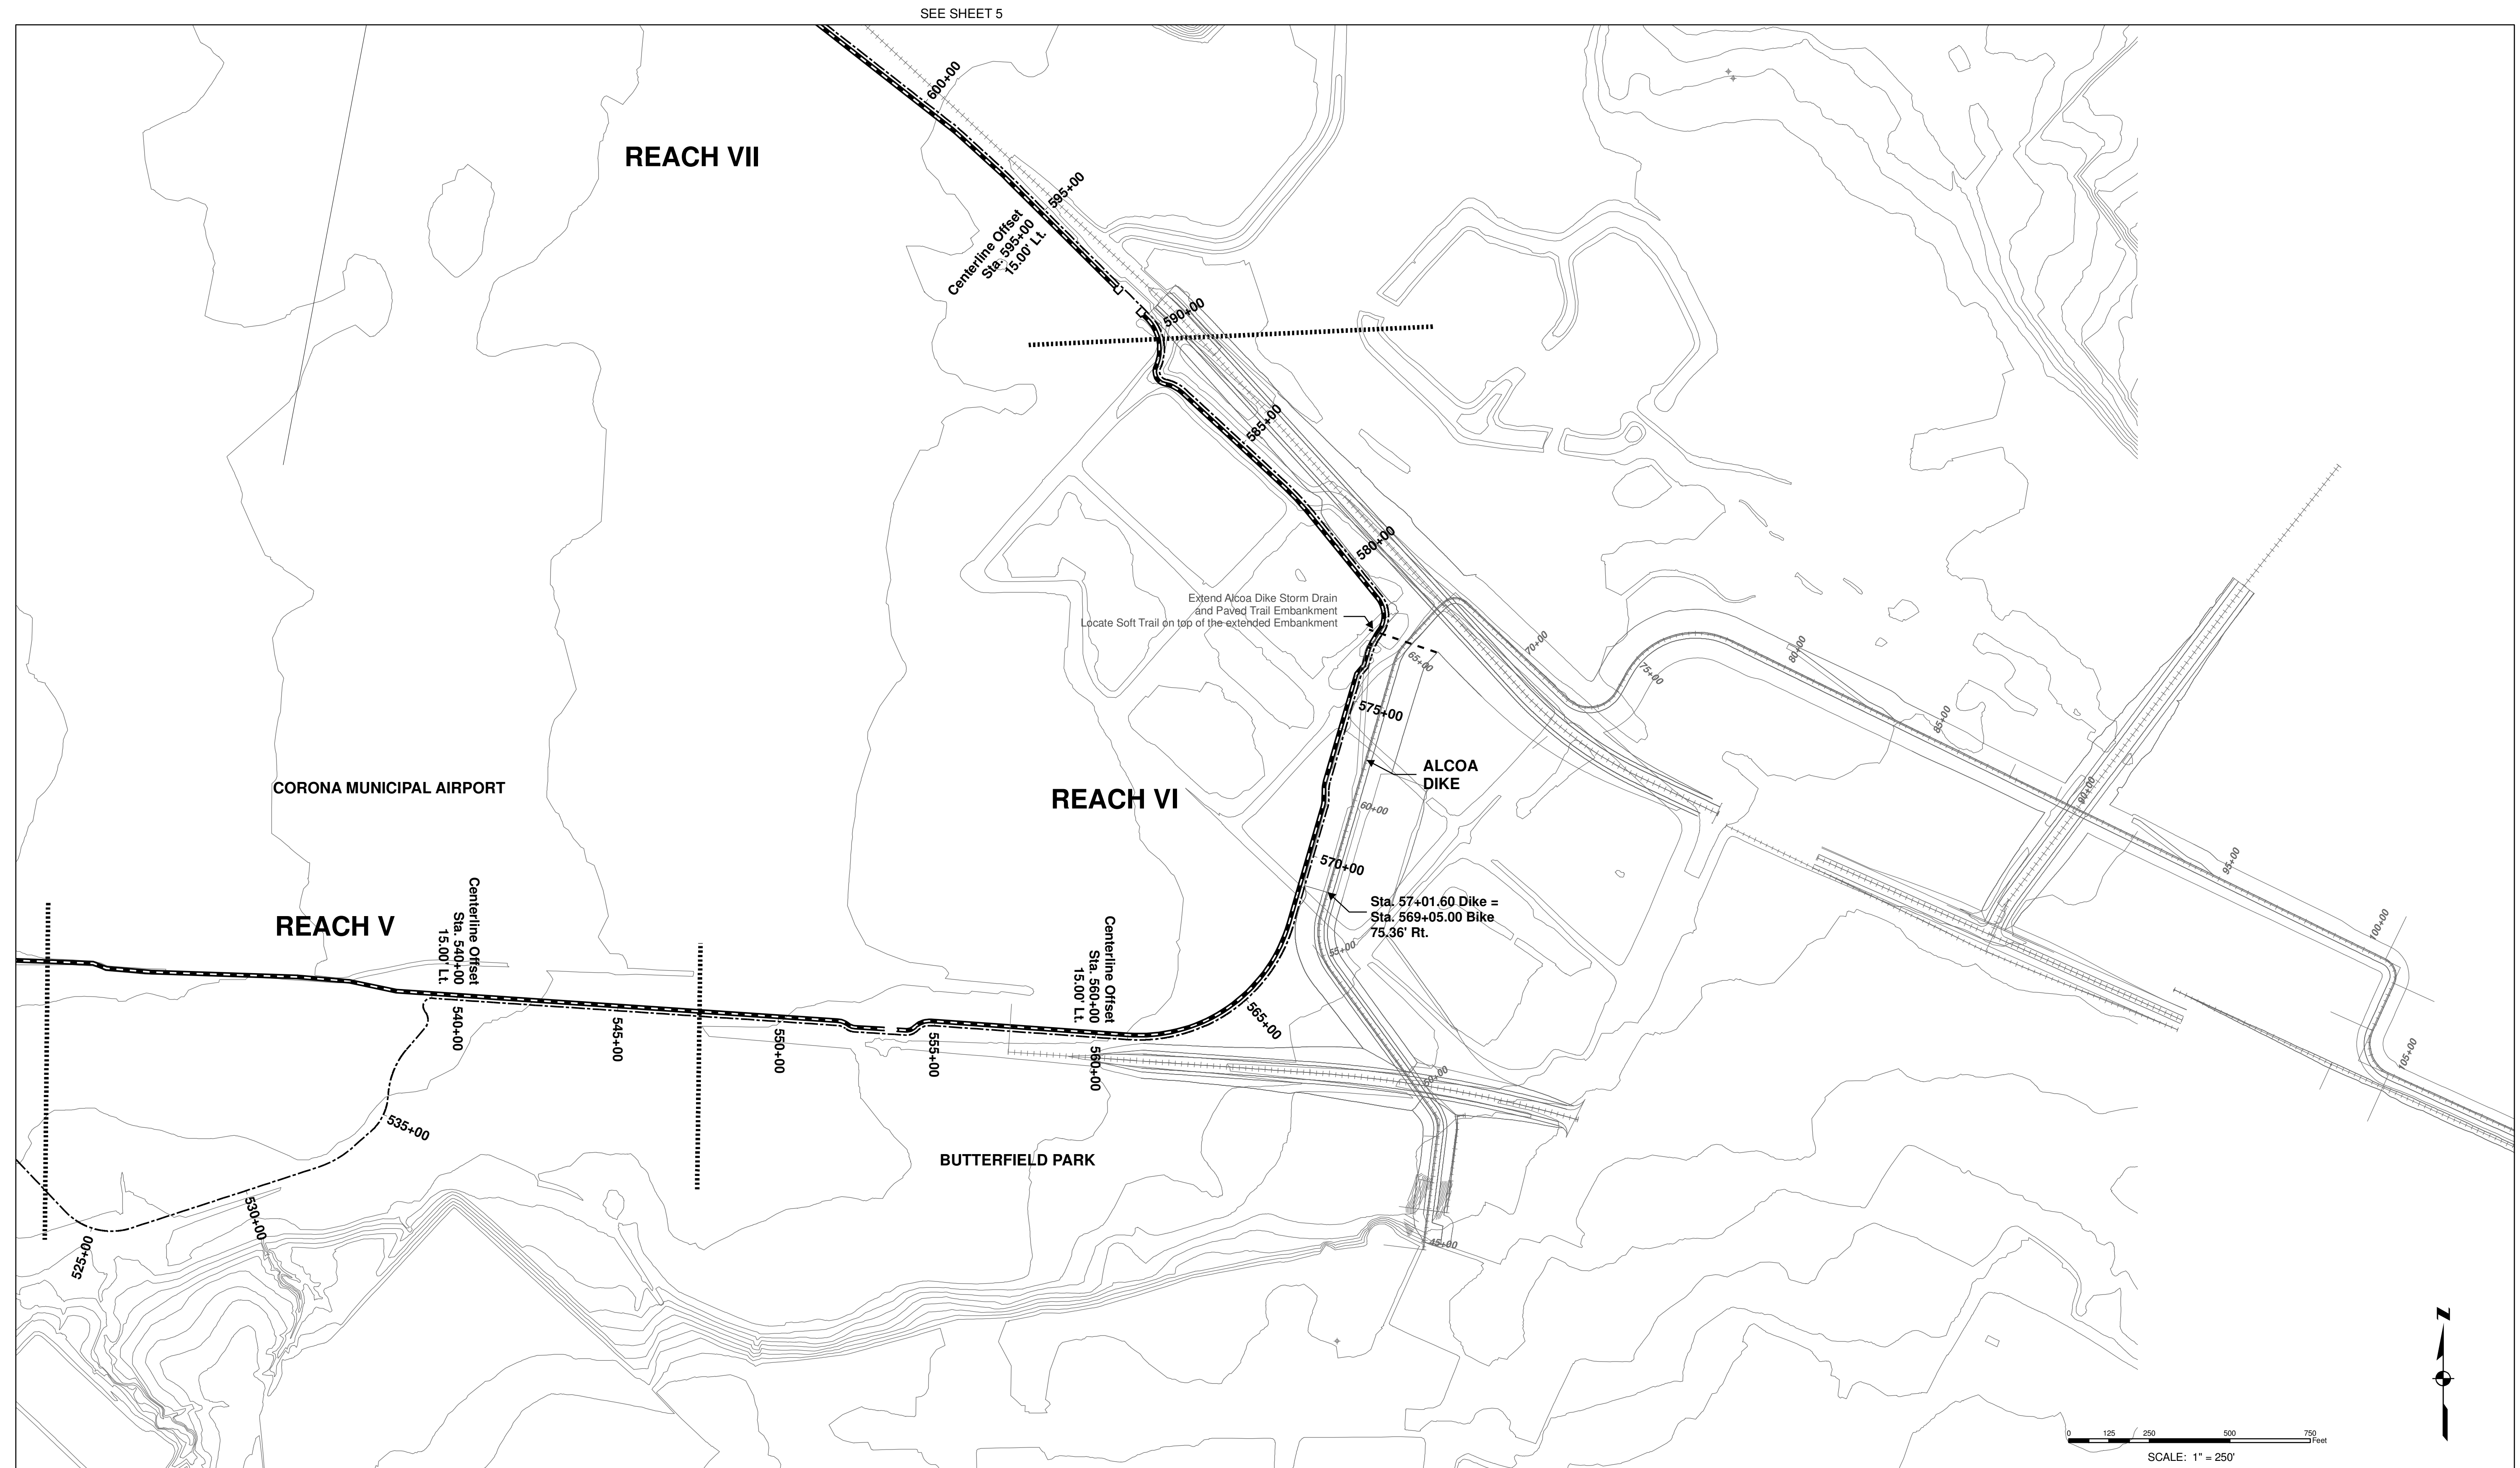 SEE SHEET 5
600+00
REACH VII
595+00
Centerline Offset
Sta. 595+00
15.00' Lt.
590+00
585+00
580+00
Extend Alcoa Dike Storm Drain
and Paved Trail Embankment
Locate Soft Trail on top of the extended Embankment
65+00
70+00
75+00
80+00
85+00
90+00
95+00
100+00
105+00
575+00
ALCOA
DIKE
60+00
CORONA MUNICIPAL AIRPORT
REACH VI
570+00
Sta. 57+01.60 Dike =
Sta. 569+05.00 Bike
75.36' Rt.
55+00
REACH V
Centerline Offset
Sta. 540+00
15.00' Lt.
Centerline Offset
Sta. 560+00
15.00' Lt.
540+00
545+00
550+00
555+00
560+00
565+00
50+00
535+00
BUTTERFIELD PARK
530+00
525+00
45+00
N
0 125 250 500 750
Feet
SCALE: 1" = 250'